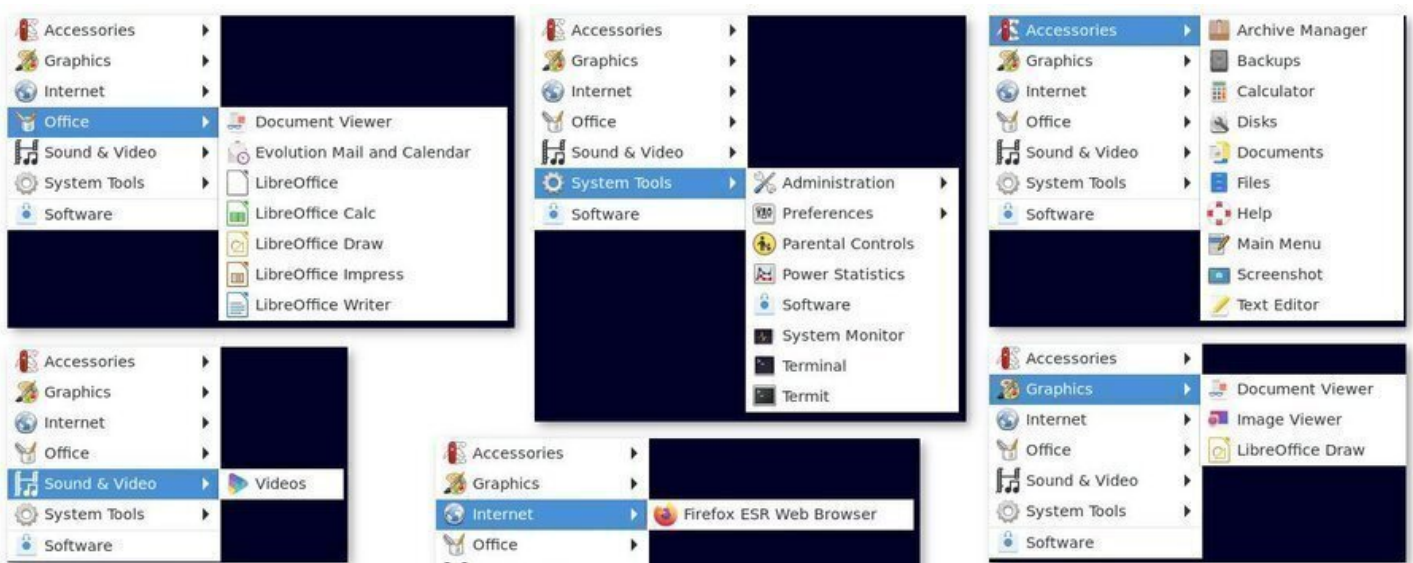 Accessories
Graphics
Internet
Office
Sound & Video
System Tools
Software
Document Viewer
Evolution Mail and Calendar
LibreOffice
LibreOffice Calc
LibreOffice Draw
LibreOffice Impress
LibreOffice Writer
Accessories
Graphics
Internet
Office
Sound & Video
System Tools
Software
Administration
Preferences
Parental Controls
Power Statistics
Software
System Monitor
Terminal
Termit
Accessories
Graphics
Internet
Office
Sound & Video
System Tools
Software
Archive Manager
Backups
Calculator
Disks
Documents
Files
Help
Main Menu
Screenshot
Text Editor
Accessories
Graphics
Internet
Office
Sound & Video
System Tools
Software
Videos
Accessories
Graphics
Internet
Office
Firefox ESR Web Browser
Accessories
Graphics
Internet
Office
Sound & Video
System Tools
Software
Document Viewer
Image Viewer
LibreOffice Draw